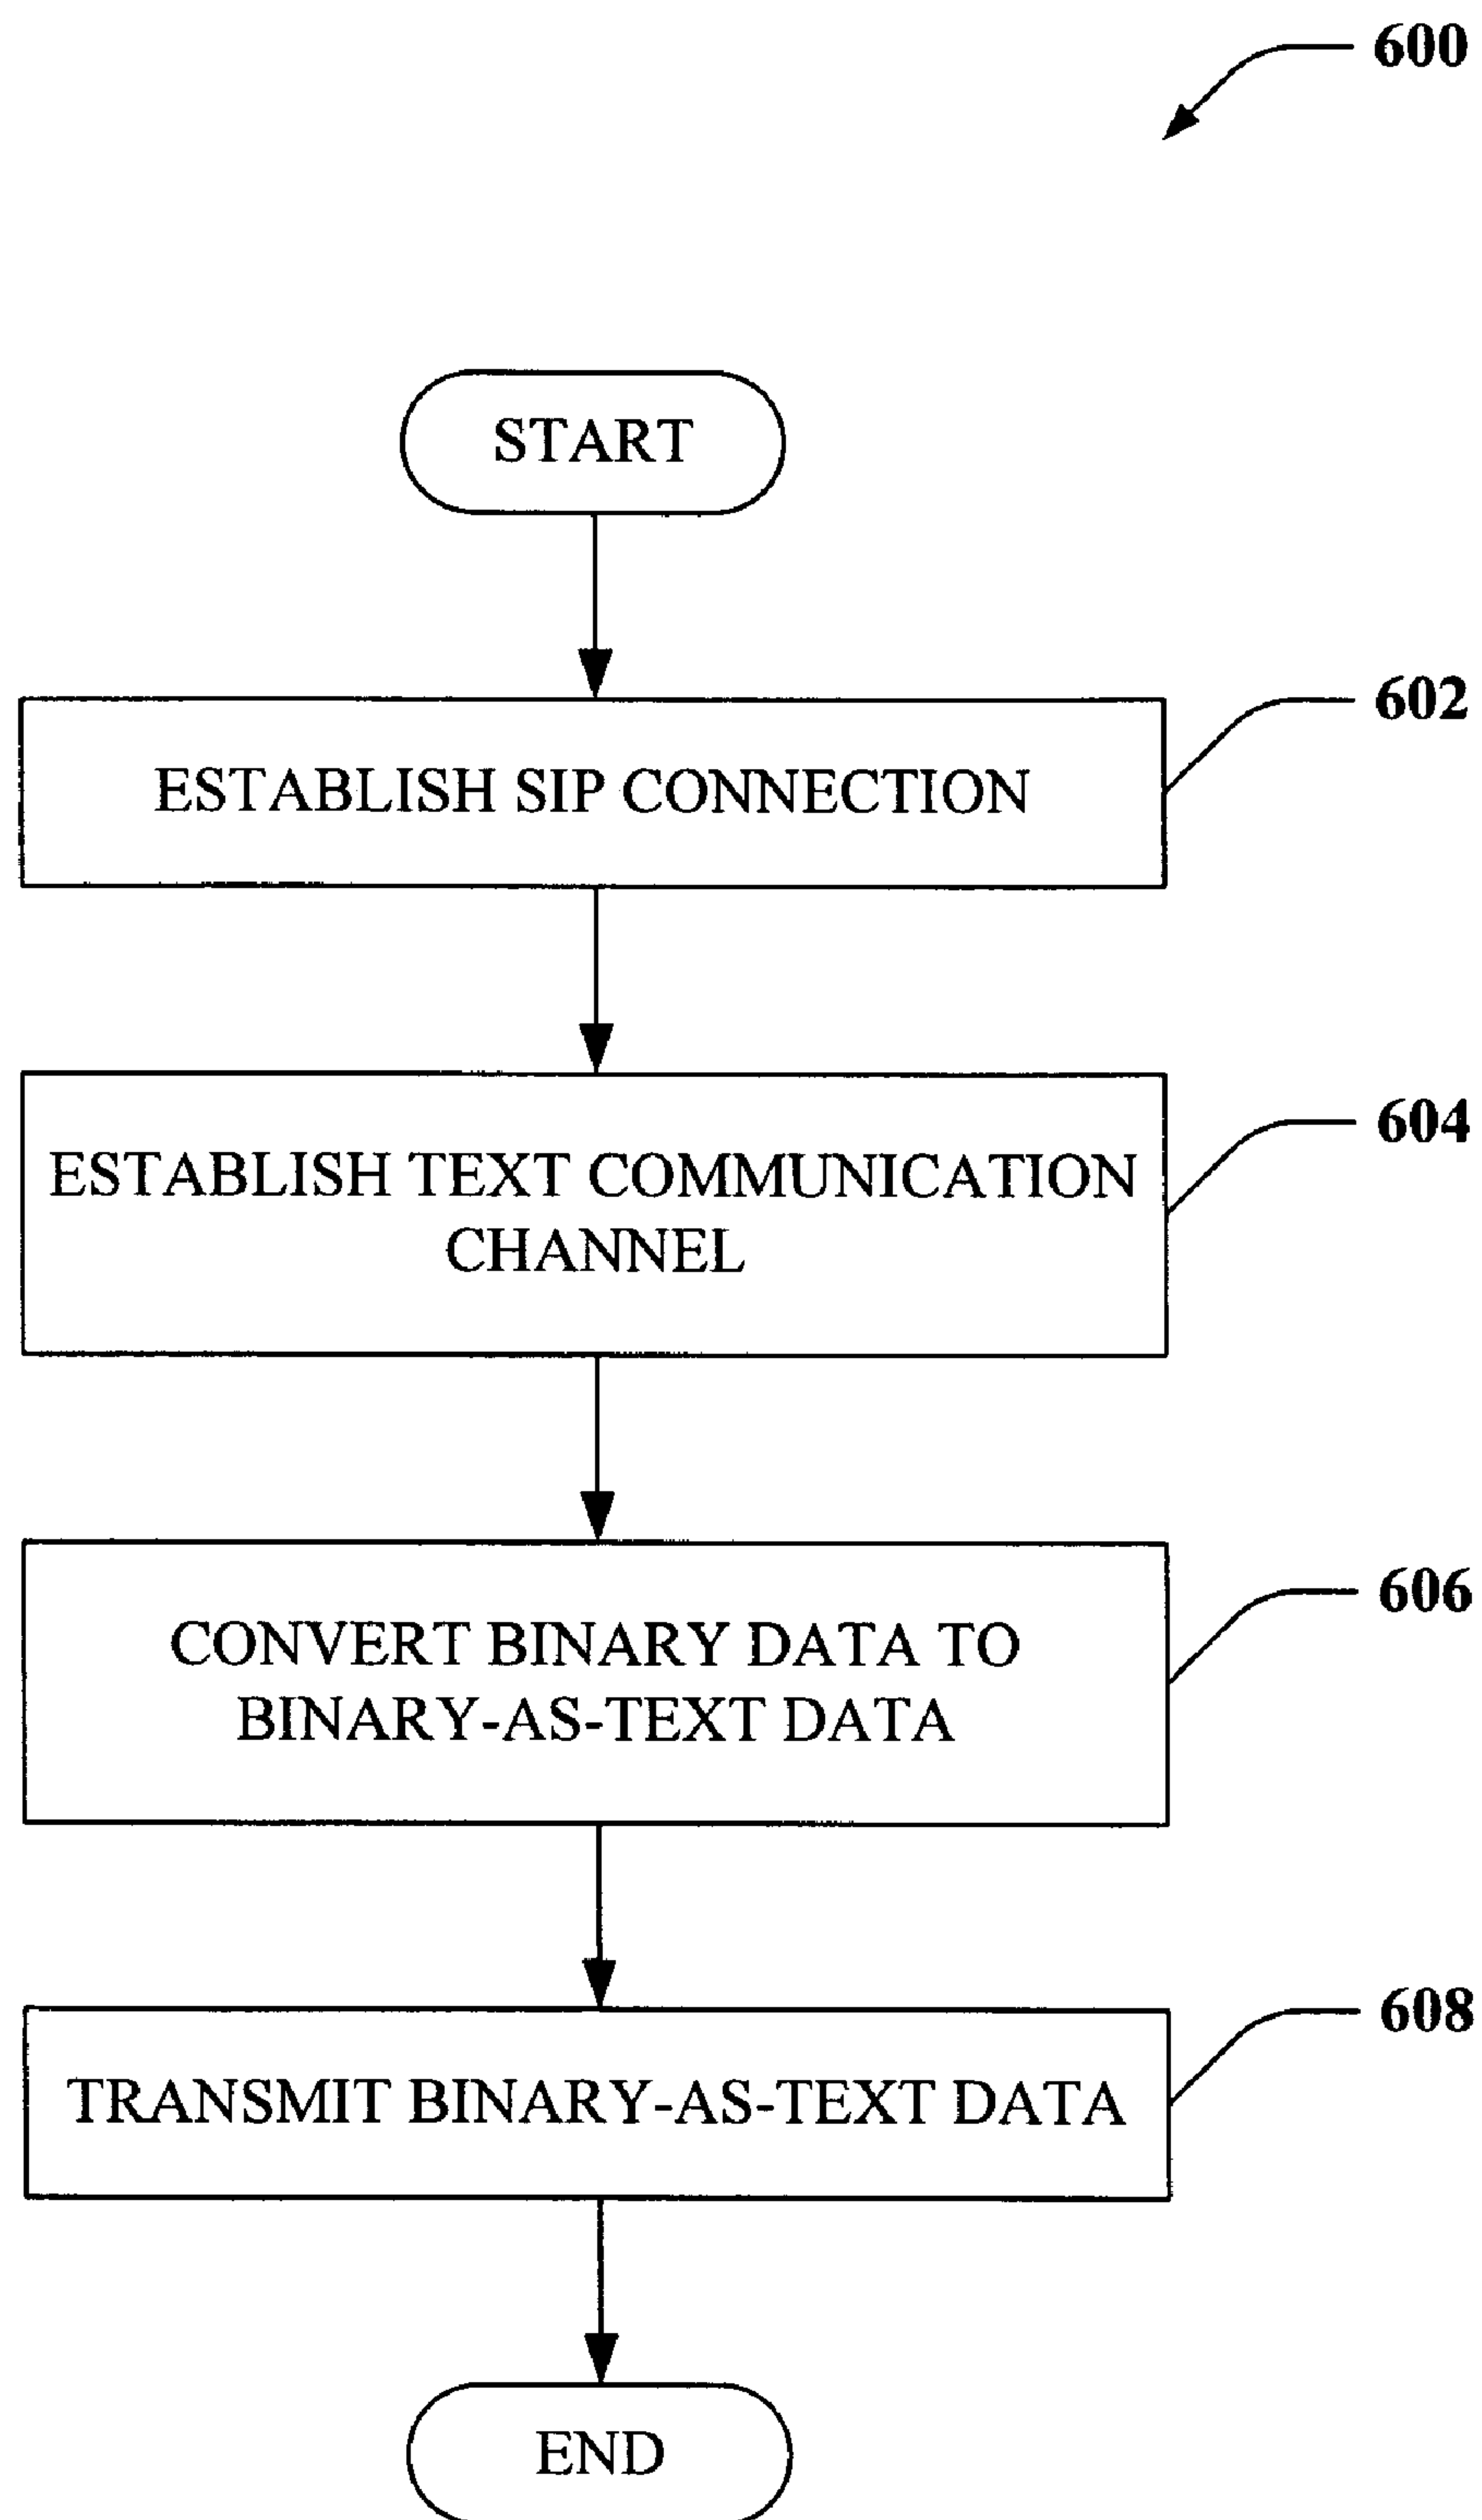 600
START
602
ESTABLISH SIP CONNECTION
604
ESTABLISH TEXT COMMUNICATION
CHANNEL
606
CONVERT BINARY DATA TO
BINARY-AS-TEXT DATA
608
TRANSMIT BINARY-AS-TEXT DATA
END